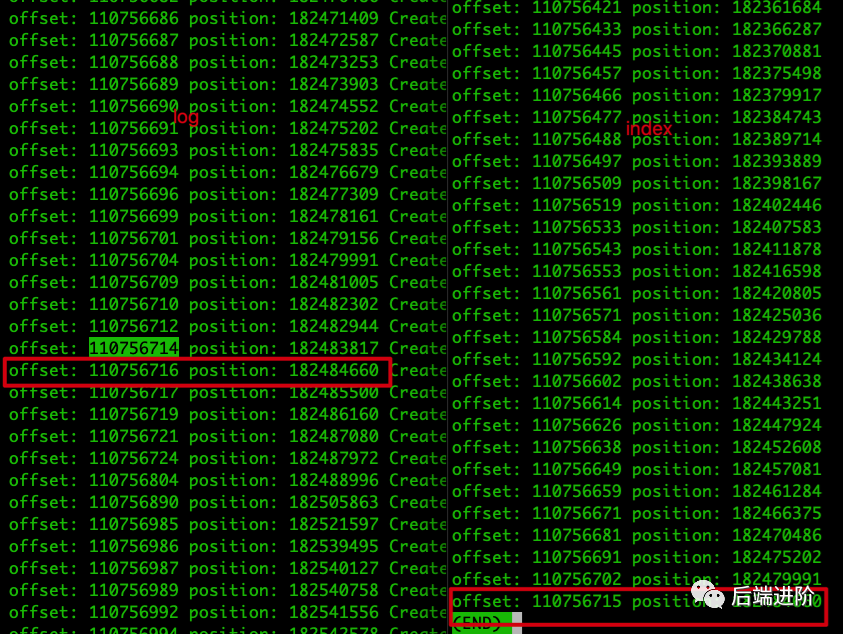 offset: 110756686 position: 182471409 Create
offset: 110756687 position: 182472587 Create
offset: 110756688 position: 182473253 Create
offset: 110756689 position: 182473903 Create
offset: 110756690 position: 182474552 Create
log
offset: 110756691 position: 182475202 Create
offset: 110756693 position: 182475835 Create
offset: 110756694 position: 182476679 Create
offset: 110756696 position: 182477309 Create
offset: 110756699 position: 182478161 Create
offset: 110756701 position: 182479156 Create
offset: 110756704 position: 182479991 Create
offset: 110756709 position: 182481005 Create
offset: 110756710 position: 182482302 Create
offset: 110756712 position: 182482944 Create
offset: 110756714 position: 182483817 Create
offset: 110756716 position: 182484660 Create
offset: 110756717 position: 182485500 Create
offset: 110756719 position: 182486160 Create
offset: 110756721 position: 182487080 Create
offset: 110756724 position: 182487972 Create
offset: 110756804 position: 182488996 Create
offset: 110756890 position: 182505863 Create
offset: 110756985 position: 182521597 Create
offset: 110756986 position: 182539495 Create
offset: 110756987 position: 182540127 Create
offset: 110756989 position: 182540758 Create
offset: 110756992 position: 182541556 Create
offset: 110756421 position: 182361684
offset: 110756433 position: 182366287
offset: 110756445 position: 182370881
offset: 110756457 position: 182375498
offset: 110756466 position: 182379917
offset: 110756477 position: 182384743
index
offset: 110756488 position: 182389714
offset: 110756497 position: 182393889
offset: 110756509 position: 182398167
offset: 110756519 position: 182402446
offset: 110756533 position: 182407583
offset: 110756543 position: 182411878
offset: 110756553 position: 182416598
offset: 110756561 position: 182420805
offset: 110756571 position: 182425036
offset: 110756584 position: 182429788
offset: 110756592 position: 182434124
offset: 110756602 position: 182438638
offset: 110756614 position: 182443251
offset: 110756626 position: 182447924
offset: 110756638 position: 182452608
offset: 110756649 position: 182457081
offset: 110756659 position: 182461284
offset: 110756671 position: 182466375
offset: 110756681 position: 182470486
offset: 110756691 position: 182475202
offset: 110756702 position: 182479991
offset: 110756715
(END)
后端进阶